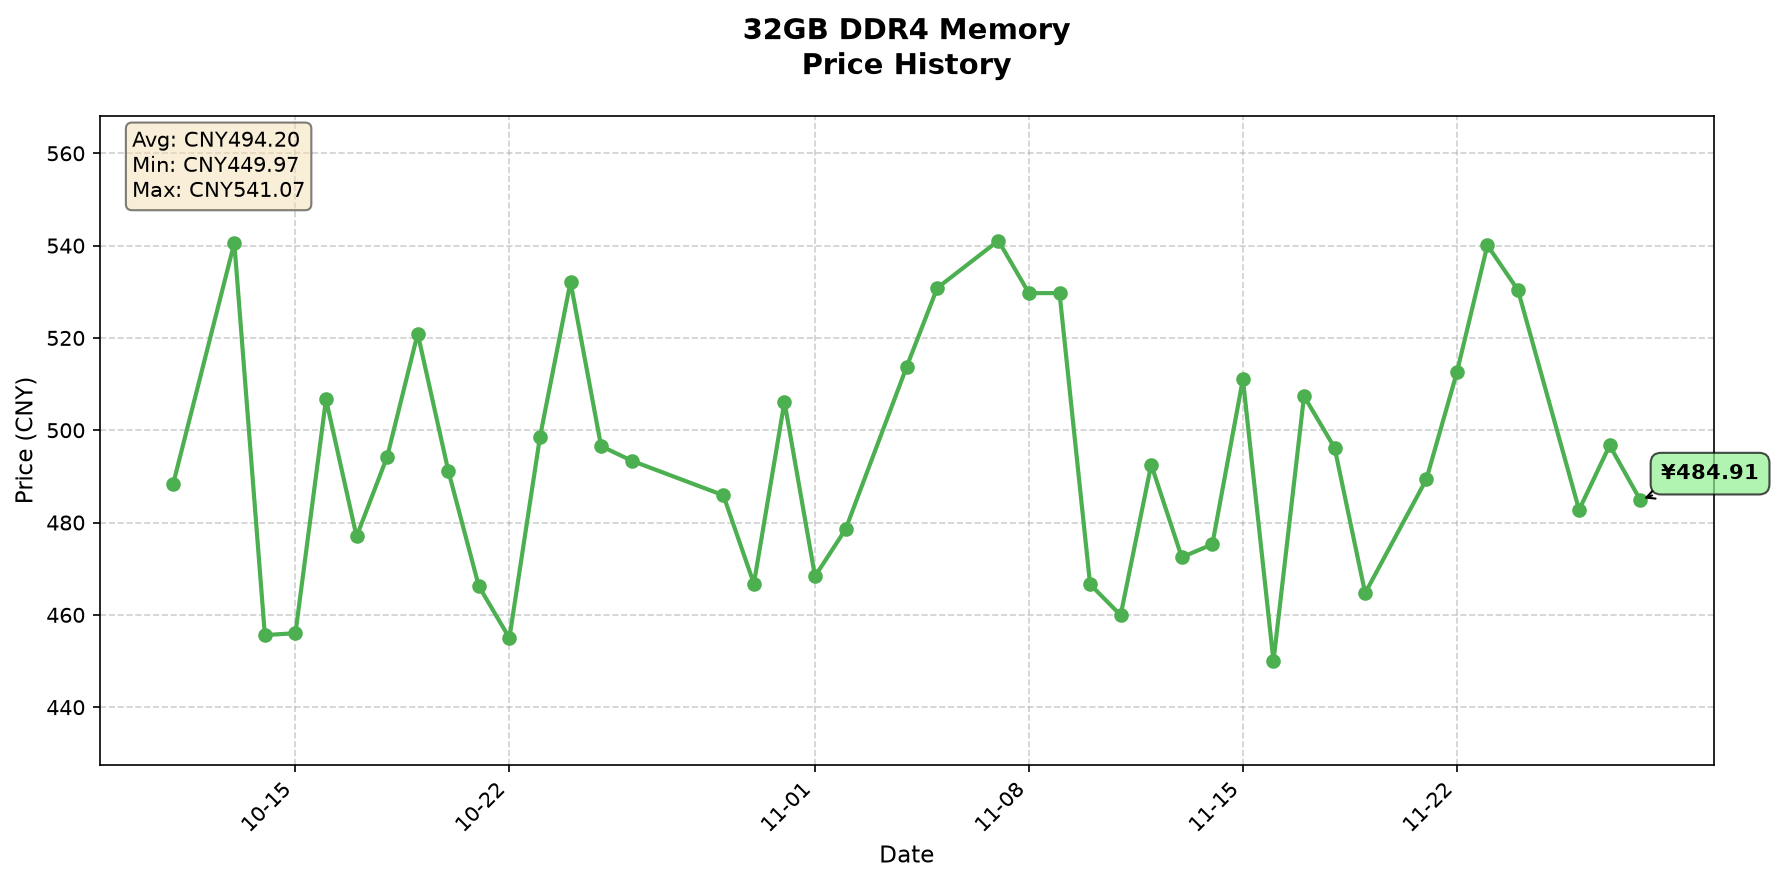 32GB DDR4 Memory
Price History
Avg: CNY494.20
Min: CNY449.97
Max: CNY541.07
560
540
520
500
480
460
440
Price (CNY)
¥484.91
10-15
10-22
11-01
11-08
11-15
11-22
Date